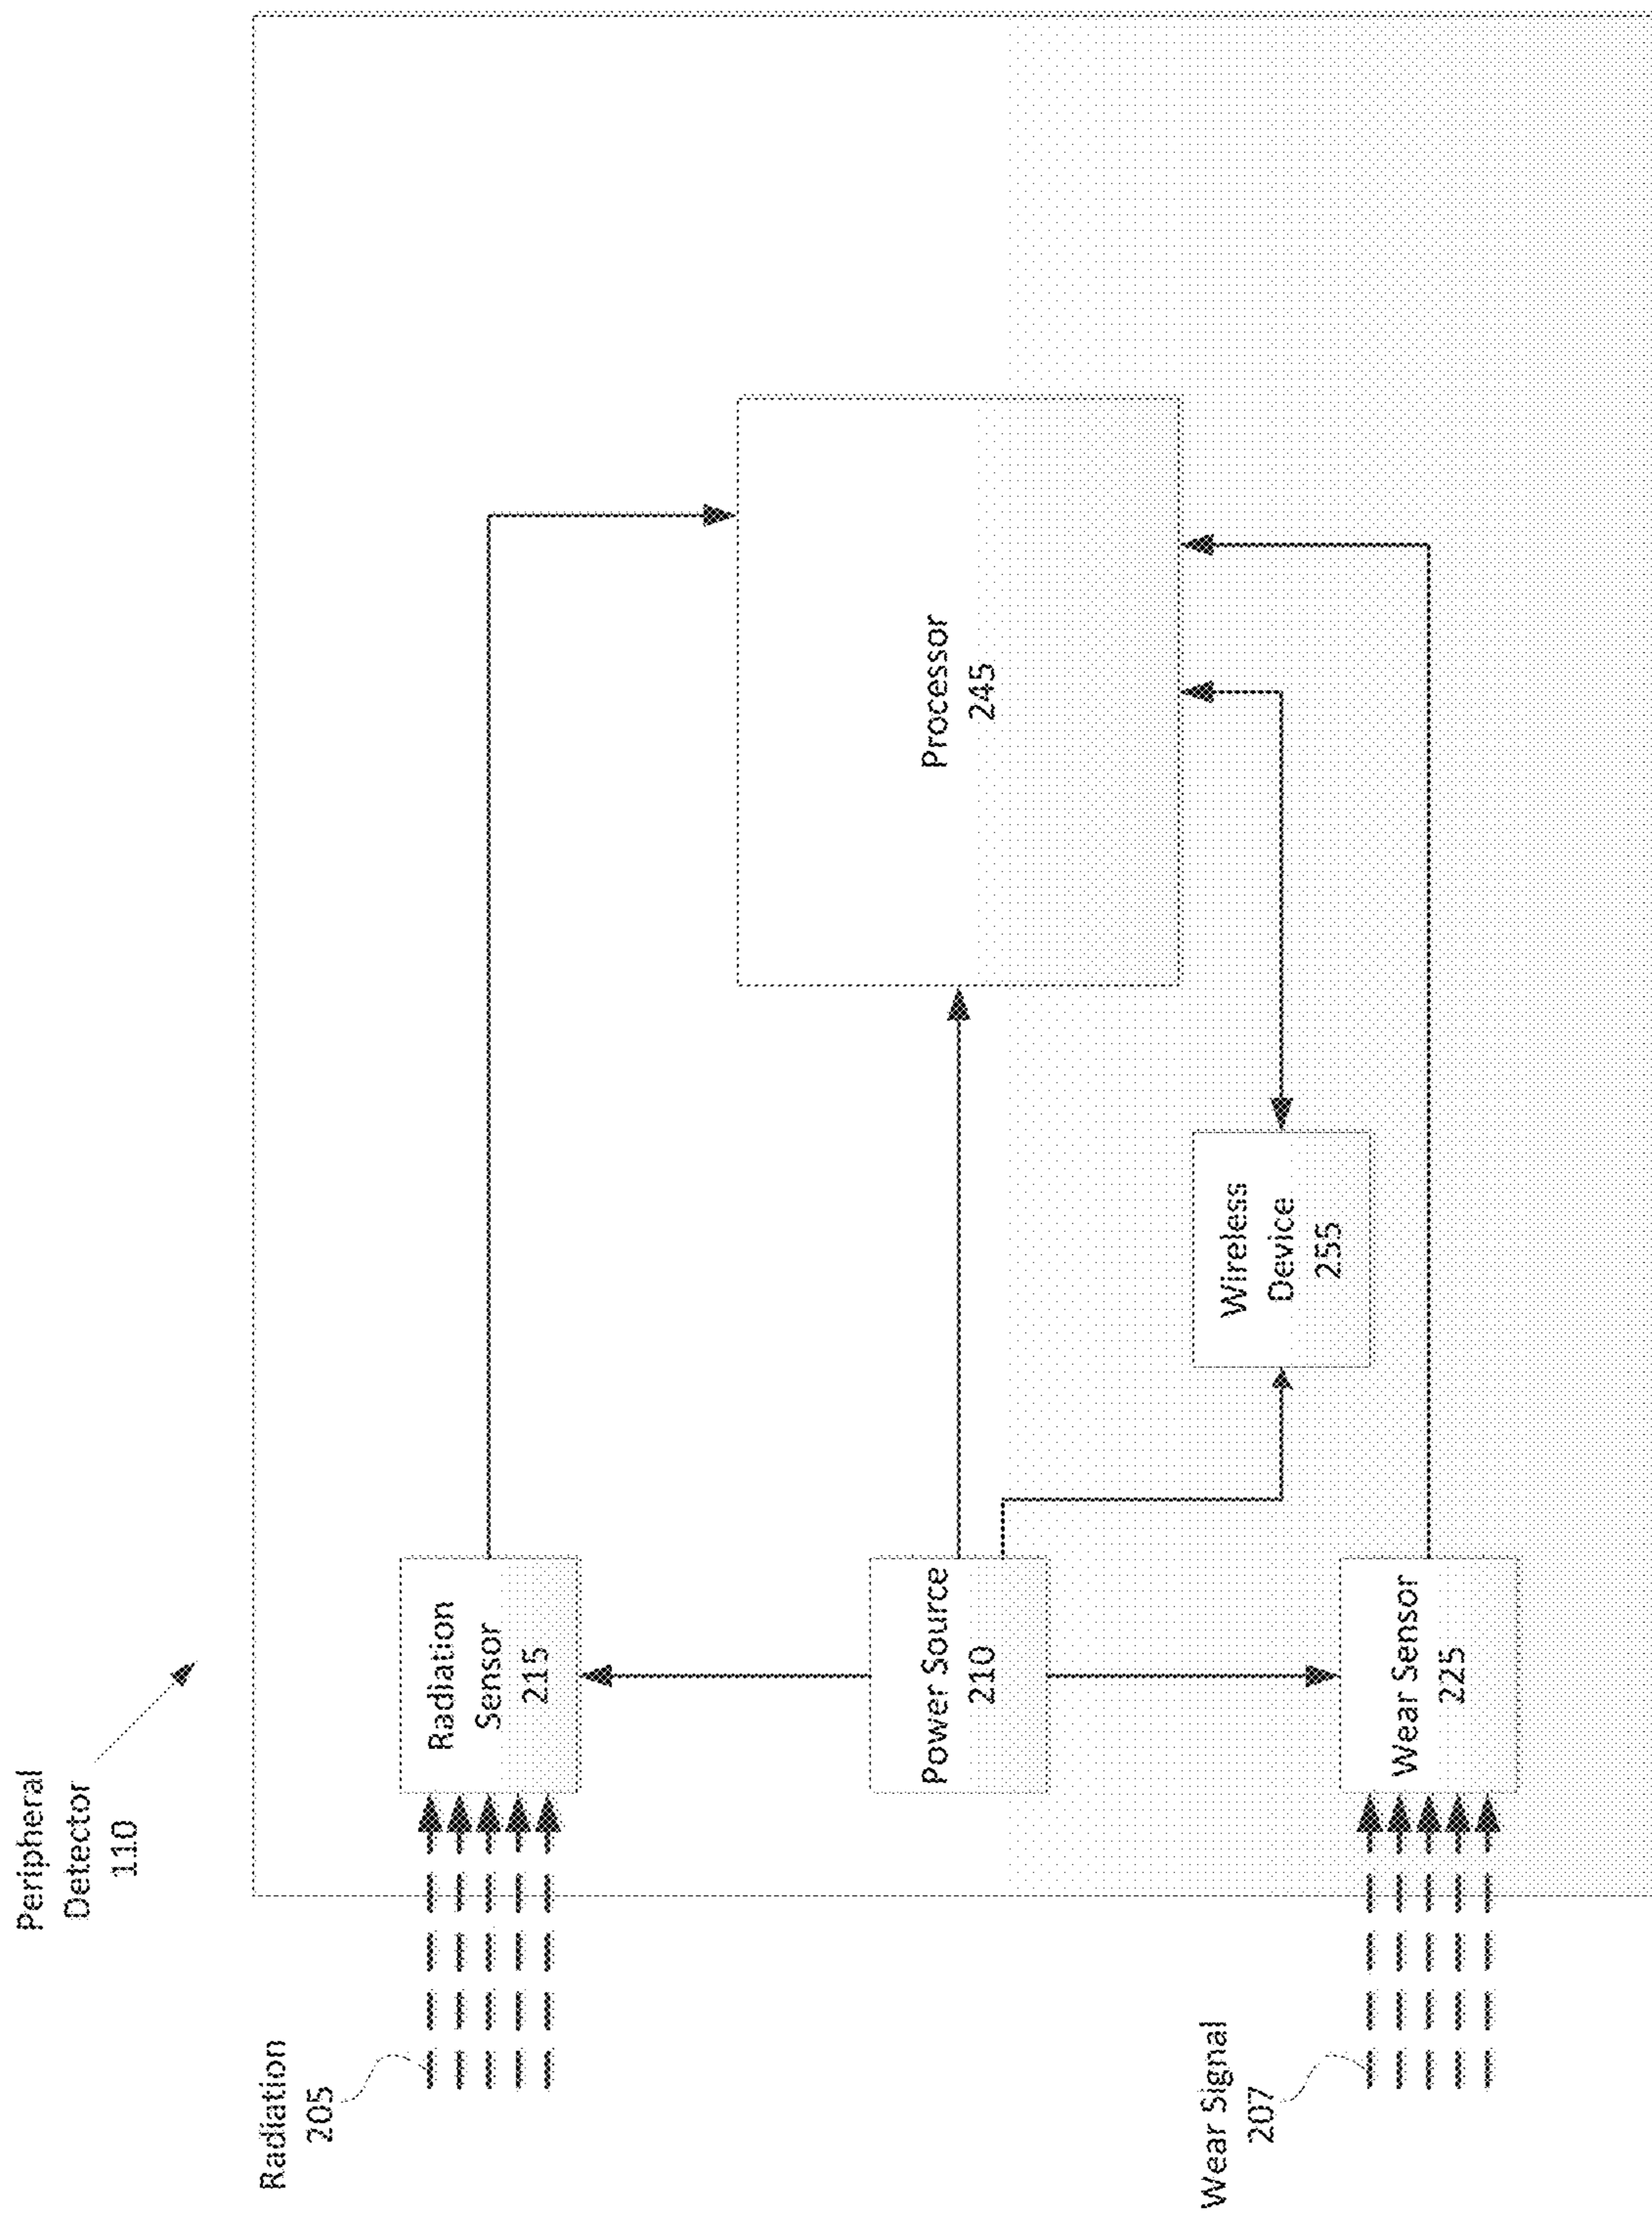 Peripheral
Detector
110
Radiation
205
Radiation
Sensor
215
Power Source
210
Processor
245
Wireless
Device
255
Wear Signal
207
Wear Sensor
225